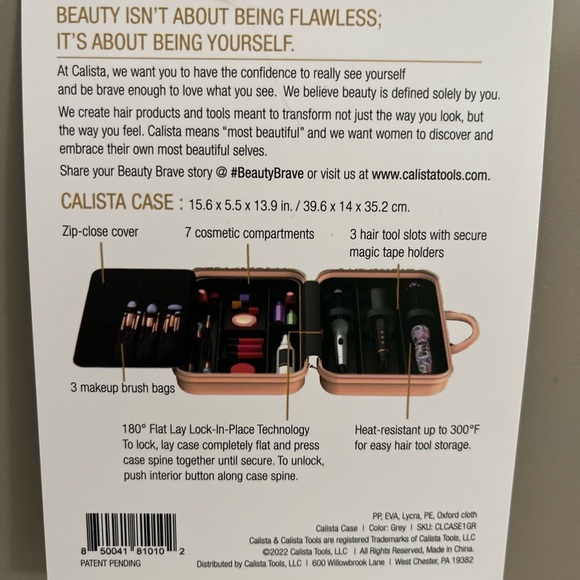 BEAUTY ISN'T ABOUT BEING FLAWLESS;
IT'S ABOUT BEING YOURSELF.
At Calista, we want you to have the confidence to really see yourself
and be brave enough to love what you see. We believe beauty is defined solely by you.
We create hair products and tools meant to transform not just the way you look, but
the way you feel. Calista means "most beautiful" and we want women to discover and
embrace their own most beautiful selves.
Share your Beauty Brave story @ #BeautyBrave or visit us at www.calistatools.com.
CALISTA CASE : 15.6 x 5.5 x 13.9 in. / 39.6 x 14 x 35.2 cm.
Zip-close cover
7 cosmetic compartments
3 hair tool slots with secure
magic tape holders
3 makeup brush bags
180° Flat Lay Lock-In-Place Technology
To lock, lay case completely flat and press
case spine together until secure. To unlock,
push interior button along case spine.
Heat-resistant up to 300°F
for easy hair tool storage.
8 50041 81010 2
PATENT PENDING
PP, EVA, Lycra, PE, Oxford cloth
Calista Case | Color: Grey | SKU: CLCASE1GR
Calista & Calista Tools are registered Trademarks of Calista Tools, LLC
©2022 Calista Tools, LLC | All Rights Reserved, Made in China.
Distributed by Calista Tools, LLC | 600 Willowbrook Lane | West Chester, PA 19382